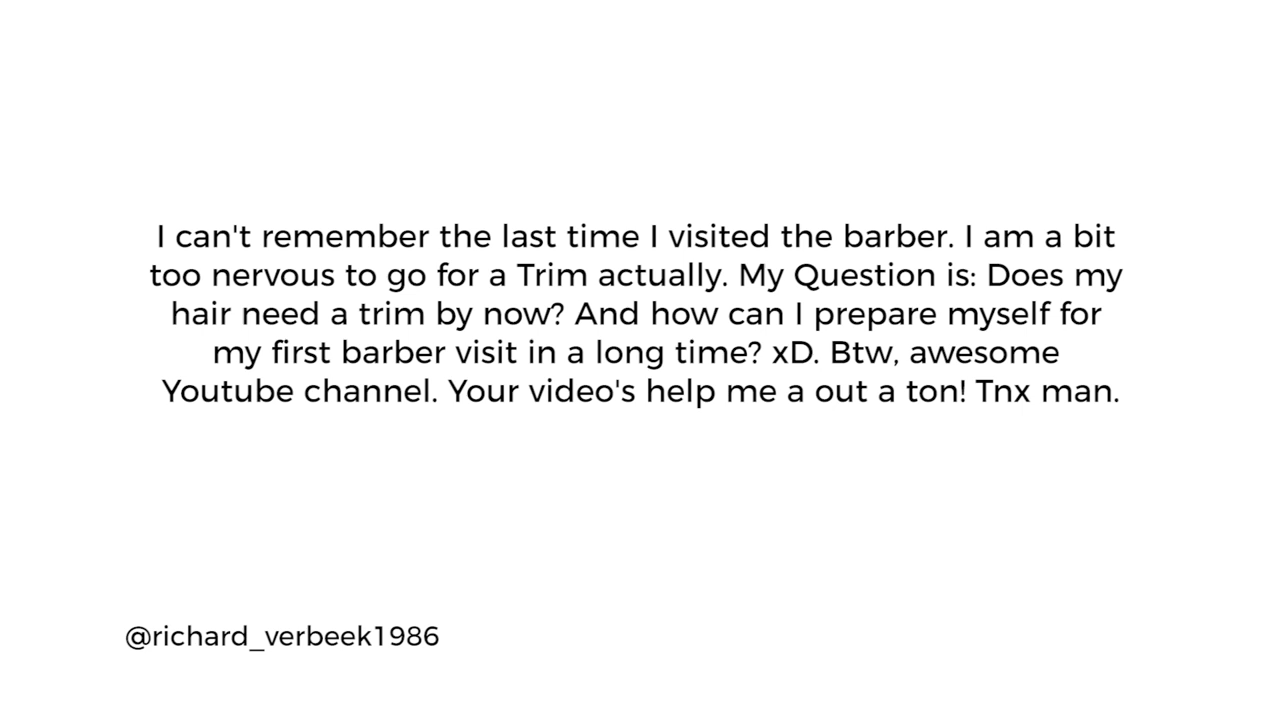 I can't remember the last time I visited the barber. I am a bit
too nervous to go for a Trim actually. My Question is: Does my
hair need a trim by now? And how can I prepare myself for
my first barber visit in a long time? xD. Btw, awesome
Youtube channel. Your video's help me a out a ton! Tnx man.
@richard_verbeek1986